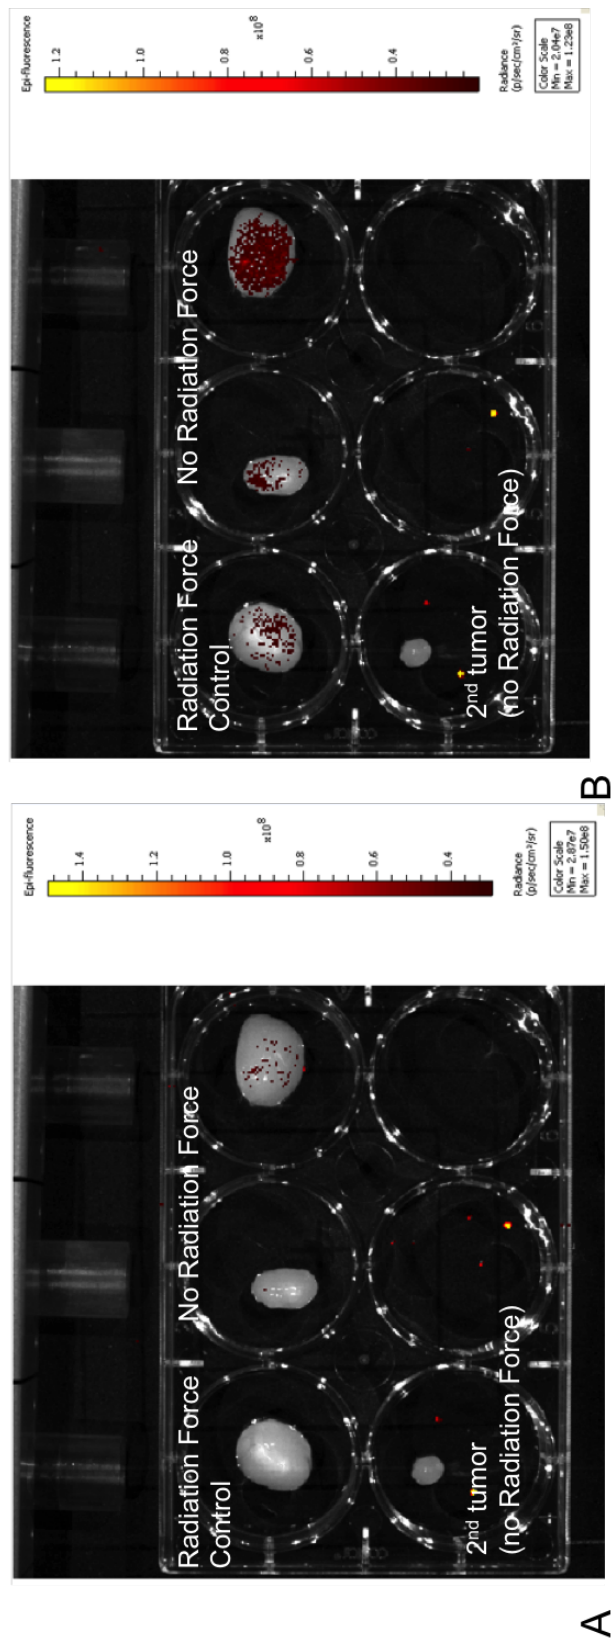 A
Radiation Force
Control
No Radiation Force
2nd tumor
(no Radiation Force)
Epi-fluorescence
1.4
1.2
1.0
x10⁸
0.8
0.6
0.4
Radiance
(p/sec/cm²/sr)
Color Scale
Min = 2.87e7
Max = 1.50e8
B
Radiation Force
Control
No Radiation Force
2nd tumor
(no Radiation Force)
Epi-fluorescence
1.2
1.0
0.8
x10⁸
0.6
0.4
Radiance
(p/sec/cm²/sr)
Color Scale
Min = 2.04e7
Max = 1.23e8